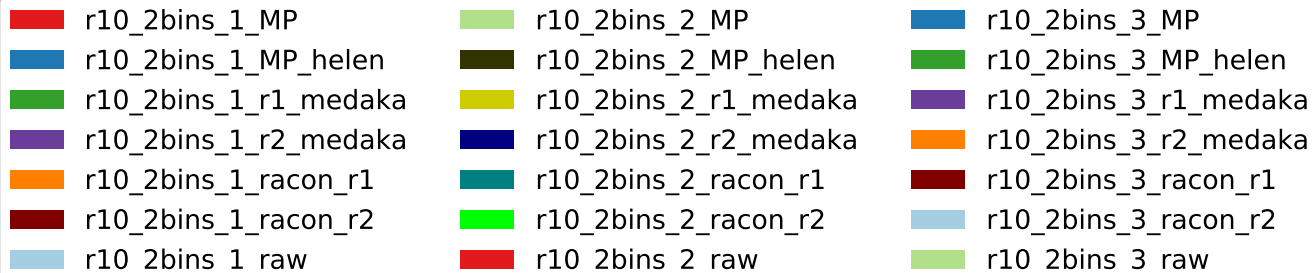 r10_2bins_1_MP
r10_2bins_1_MP_helen
r10_2bins_1_r1_medaka
r10_2bins_1_r2_medaka
r10_2bins_1_racon_r1
r10_2bins_1_racon_r2
r10_2bins_1_raw
r10_2bins_2_MP
r10_2bins_2_MP_helen
r10_2bins_2_r1_medaka
r10_2bins_2_r2_medaka
r10_2bins_2_racon_r1
r10_2bins_2_racon_r2
r10_2bins_2_raw
r10_2bins_3_MP
r10_2bins_3_MP_helen
r10_2bins_3_r1_medaka
r10_2bins_3_r2_medaka
r10_2bins_3_racon_r1
r10_2bins_3_racon_r2
r10_2bins_3_raw